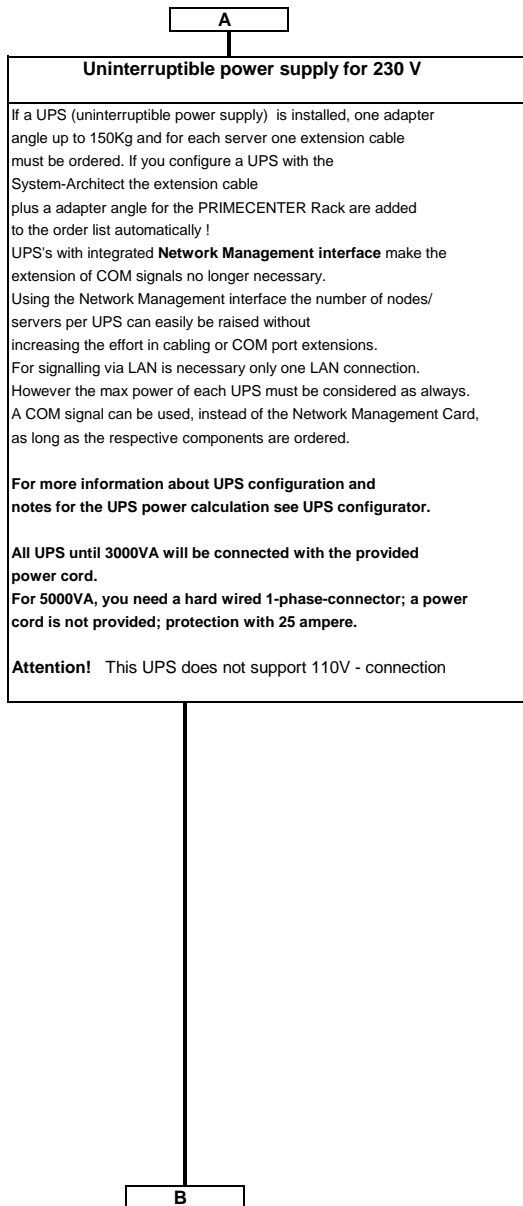 A
Uninterruptible power supply for 230 V
If a UPS (uninterruptible power supply) is installed, one adapter
angle up to 150Kg and for each server one extension cable
must be ordered. If you configure a UPS with the
System-Architect the extension cable
plus a adapter angle for the PRIMECENTER Rack are added
to the order list automatically !
UPS's with integrated Network Management interface make the
extension of COM signals no longer necessary.
Using the Network Management interface the number of nodes/
servers per UPS can easily be raised without
increasing the effort in cabling or COM port extensions.
For signalling via LAN is necessary only one LAN connection.
However the max power of each UPS must be considered as always.
A COM signal can be used, instead of the Network Management Card,
as long as the respective components are ordered.
For more information about UPS configuration and
notes for the UPS power calculation see UPS configurator.
All UPS until 3000VA will be connected with the provided
power cord.
For 5000VA, you need a hard wired 1-phase-connector; a power
cord is not provided; protection with 25 ampere.
Attention! This UPS does not support 110V - connection
B